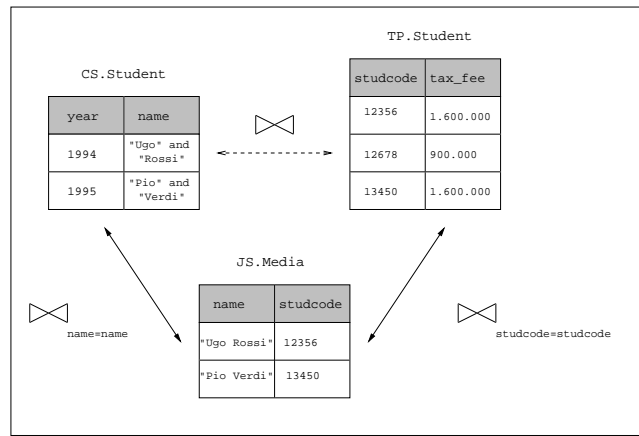 TP.Student
CS.Student
studcode tax_fee
12356 1.600.000
12678 900.000
13450 1.600.000
year name
1994 "Ugo" and "Rossi"
1995 "Pio" and "Verdi"
JS.Media
name studcode
"Ugo Rossi" 12356
"Pio Verdi" 13450
name=name
studcode=studcode